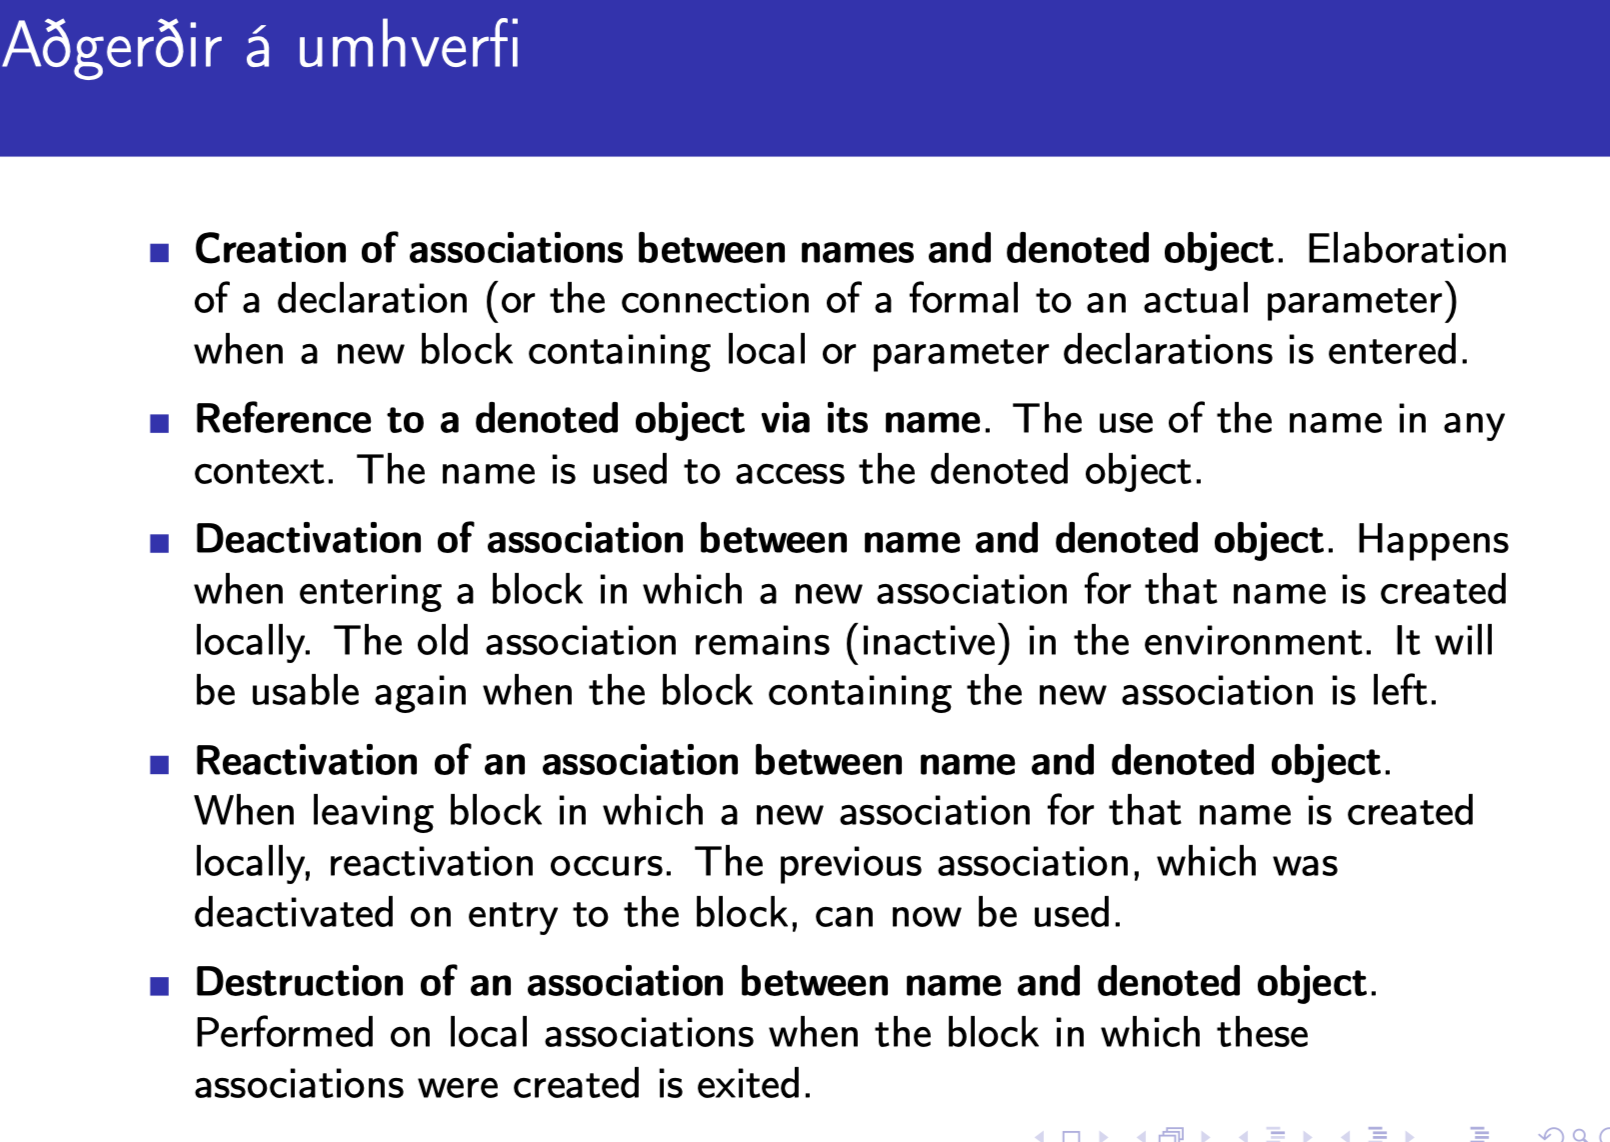 Aðgerðir á umhverfi
Creation of associations between names and denoted object. Elaboration
of a declaration (or the connection of a formal to an actual parameter)
when a new block containing local or parameter declarations is entered.
Reference to a denoted object via its name. The use of the name in any
context. The name is used to access the denoted object.
Deactivation of association between name and denoted object. Happens
when entering a block in which a new association for that name is created
locally. The old association remains (inactive) in the environment. It will
be usable again when the block containing the new association is left.
Reactivation of an association between name and denoted object.
When leaving block in which a new association for that name is created
locally, reactivation occurs. The previous association, which was
deactivated on entry to the block, can now be used.
Destruction of an association between name and denoted object.
Performed on local associations when the block in which these
associations were created is exited.